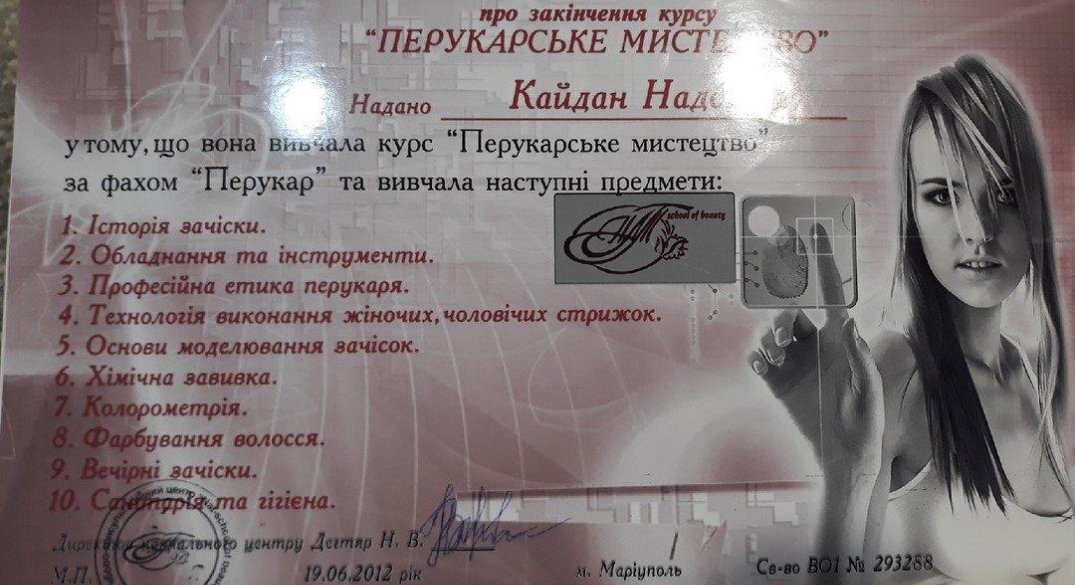 про закінчення курсу
“ПЕРУКАРСЬКЕ МИСТЕЦТВО”
Надано Кайдан
у тому, що вона вивчала курс “Перукарське мистецтво”
за фахом “Перукар” та вивчала наступні предмети:
school of beauty
1. Історія зачіски.
2. Обладнання та інструменти.
3. Професійна етика перукаря.
4. Технологія виконання жіночих, чоловічих стрижок.
5. Основи моделювання зачісок.
6. Хімічна завивка.
7. Колорометрія.
8. Фарбування волосся.
9. Вечірні зачіски.
10. Санітарія та гігієна.
Директор навчального центру Дегтяр Н. В.
М.П. 19.06.2012 рік м. Маріуполь Св-во ВО1 № 293288